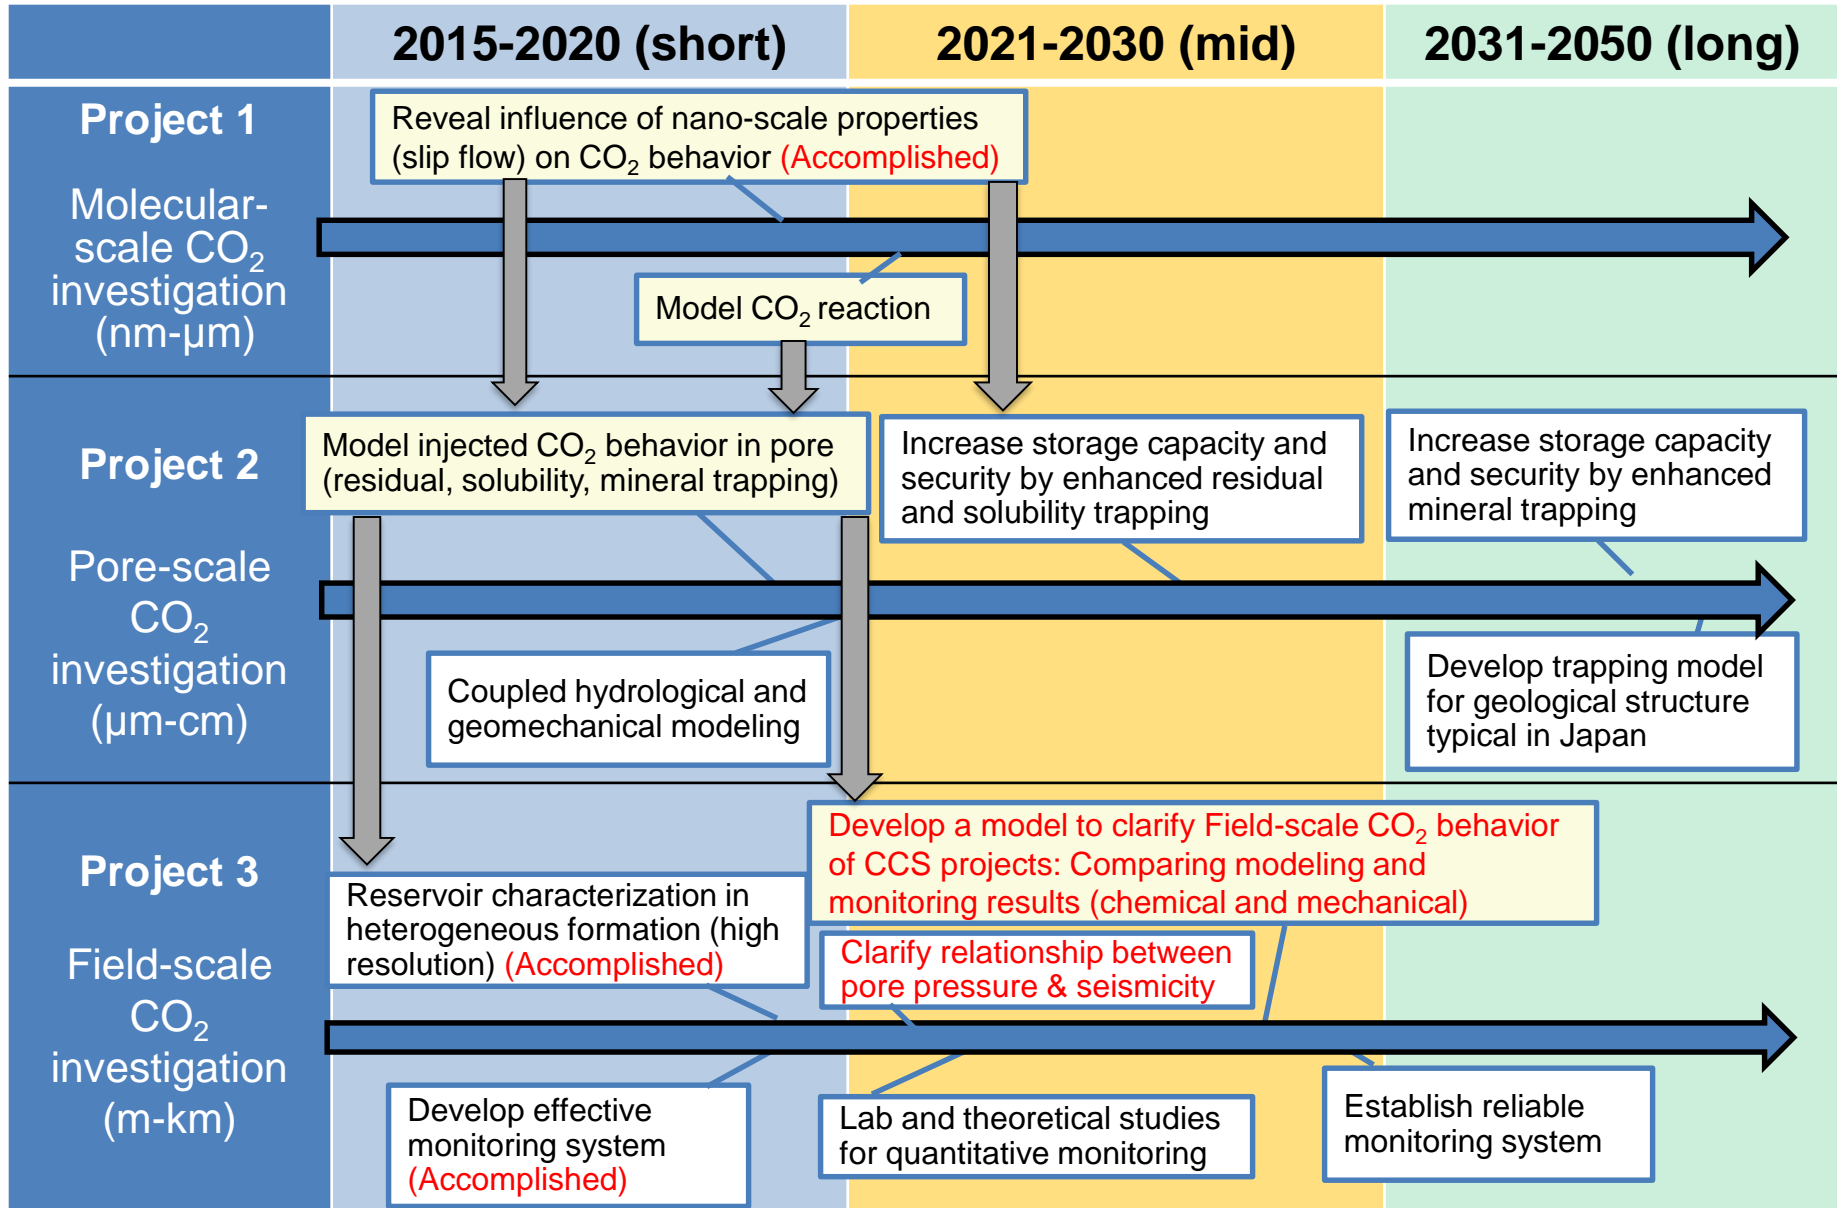 2015-2020 (short)
2021-2030 (mid)
2031-2050 (long)
Project 1
Molecular-
scale CO₂
investigation
(nm-µm)
Reveal influence of nano-scale properties
(slip flow) on CO₂ behavior (Accomplished)
Model CO₂ reaction
Project 2
Pore-scale
CO₂
investigation
(µm-cm)
Model injected CO₂ behavior in pore
(residual, solubility, mineral trapping)
Increase storage capacity and
security by enhanced residual
and solubility trapping
Increase storage capacity
and security by enhanced
mineral trapping
Coupled hydrological and
geomechanical modeling
Develop trapping model
for geological structure
typical in Japan
Project 3
Field-scale
CO₂
investigation
(m-km)
Develop a model to clarify Field-scale CO₂ behavior
of CCS projects: Comparing modeling and
monitoring results (chemical and mechanical)
Reservoir characterization in
heterogeneous formation (high
resolution) (Accomplished)
Clarify relationship between
pore pressure & seismicity
Develop effective
monitoring system
(Accomplished)
Lab and theoretical studies
for quantitative monitoring
Establish reliable
monitoring system